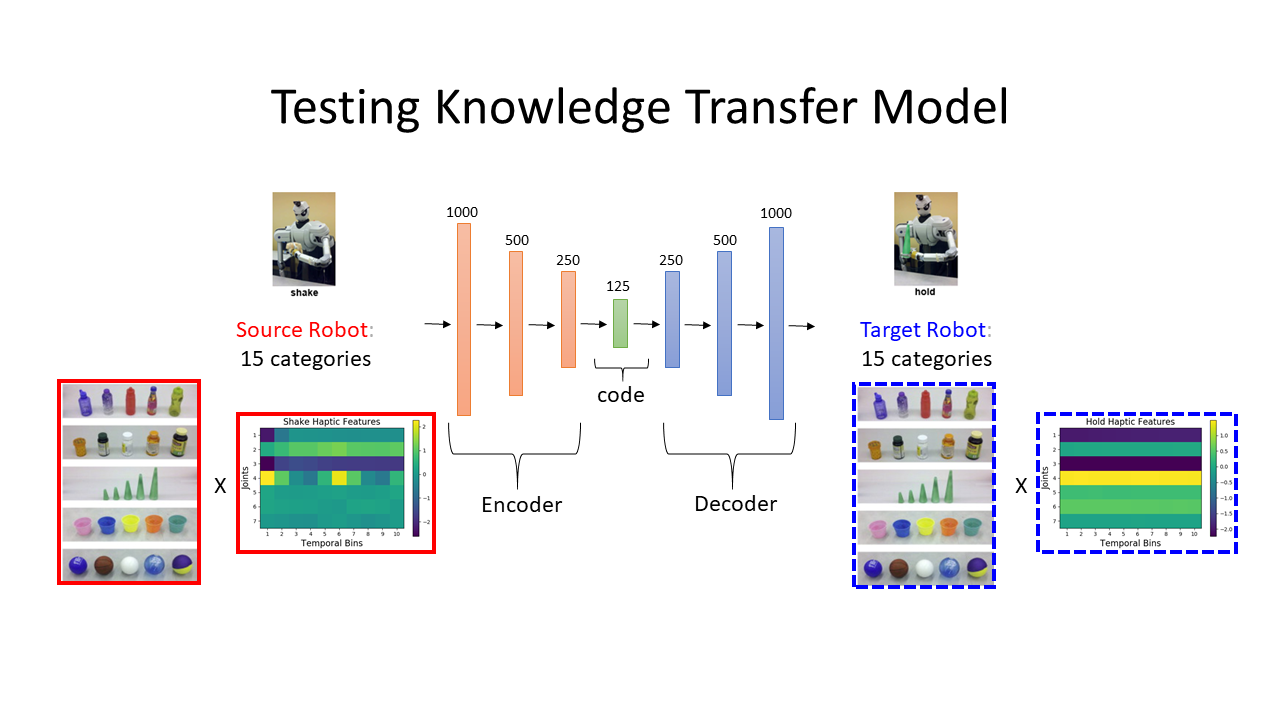 Testing Knowledge Transfer Model
shake
Source Robot:
15 categories
X
Shake Haptic Features
Joints
1
2
3
4
5
6
7
1 2 3 4 5 6 7 8 9 10
Temporal Bins
2
1
0
−1
−2
1000
500
250
125
250
500
1000
code
Encoder
Decoder
hold
Target Robot:
15 categories
X
Hold Haptic Features
Joints
1
2
3
4
5
6
7
1 2 3 4 5 6 7 8 9 10
Temporal Bins
1.0
0.5
0.0
−0.5
−1.0
−1.5
−2.0